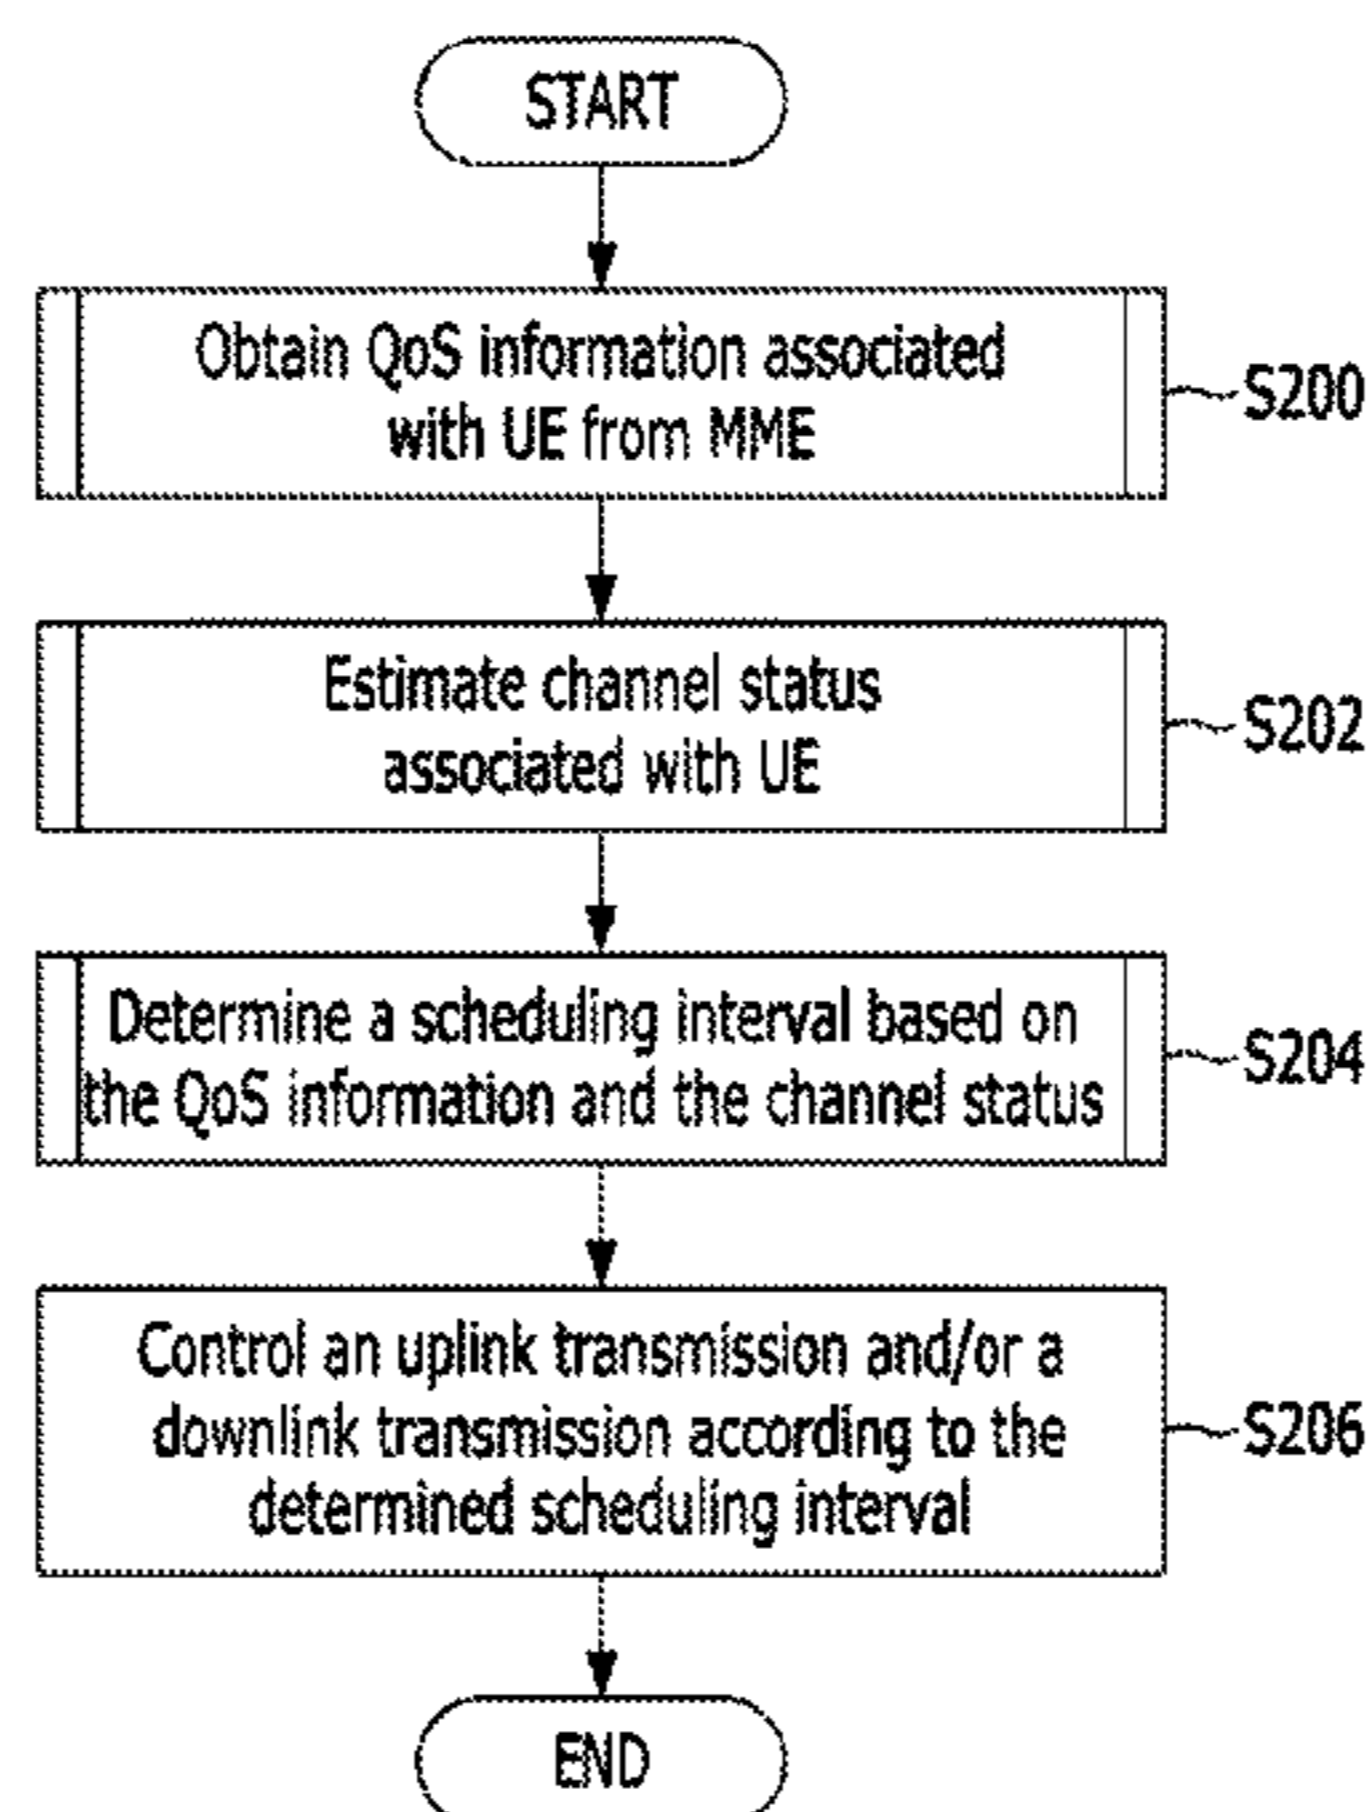 START
Obtain QoS information associated
with UE from MME
S200
Estimate channel status
associated with UE
S202
Determine a scheduling interval based on
the QoS information and the channel status
S204
Control an uplink transmission and/or a
downlink transmission according to the
determined scheduling interval
S206
END